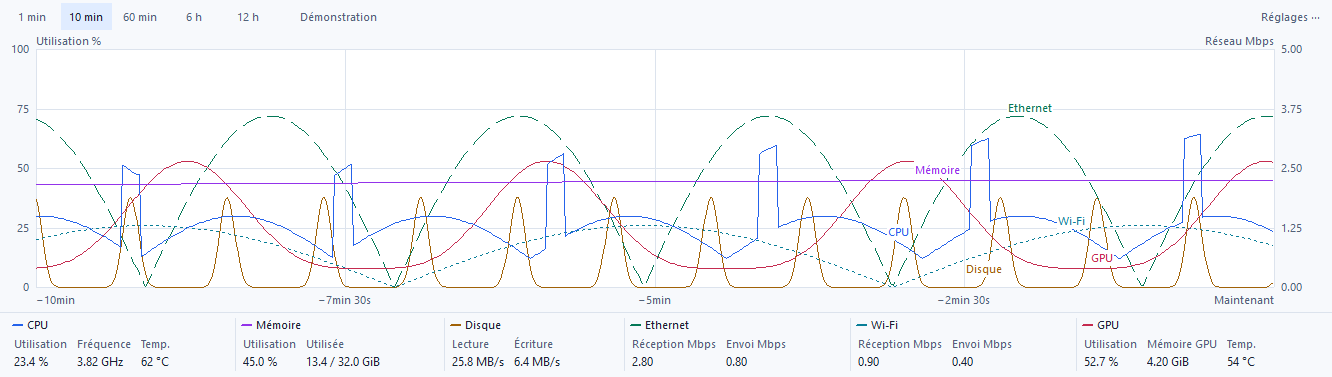 1 min 10 min 60 min 6 h 12 h Démonstration Réglages ···
Utilisation % Réseau Mbps
100 5.00
75 3.75
Ethernet
50 2.50
Mémoire
25 1.25
Wi-Fi
CPU
GPU
Disque
0 0.00
−10min −7min 30s −5min −2min 30s Maintenant
CPU Mémoire Disque Ethernet Wi-Fi GPU
Utilisation Fréquence Temp. Utilisation Utilisée Lecture Écriture Réception Mbps Envoi Mbps Réception Mbps Envoi Mbps Utilisation Mémoire GPU Temp.
23.4 % 3.82 GHz 62 °C 45.0 % 13.4 / 32.0 GiB 25.8 MB/s 6.4 MB/s 2.80 0.80 0.90 0.40 52.7 % 4.20 GiB 54 °C